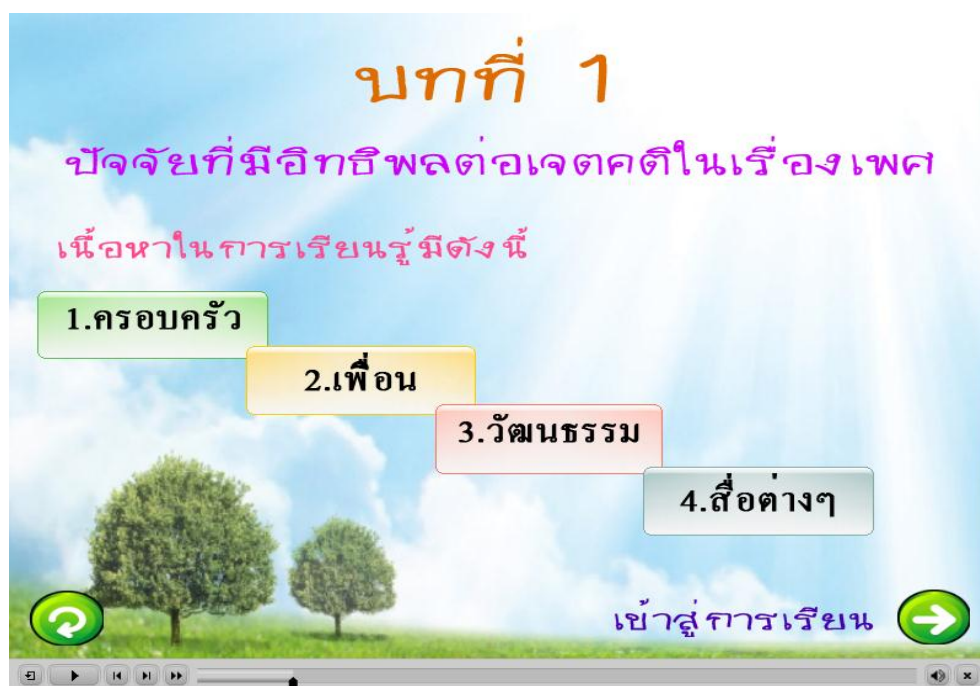 บทที่ 1
ปัจจัยที่มีอิทธิพลต่อเจตคติในเรื่องเพศ
เนื้อหาในการเรียนรู้มีดังนี้
1.ครอบครัว
2.เพื่อน
3.วัฒนธรรม
4.สื่อต่างๆ
เข้าสู่การเรียน